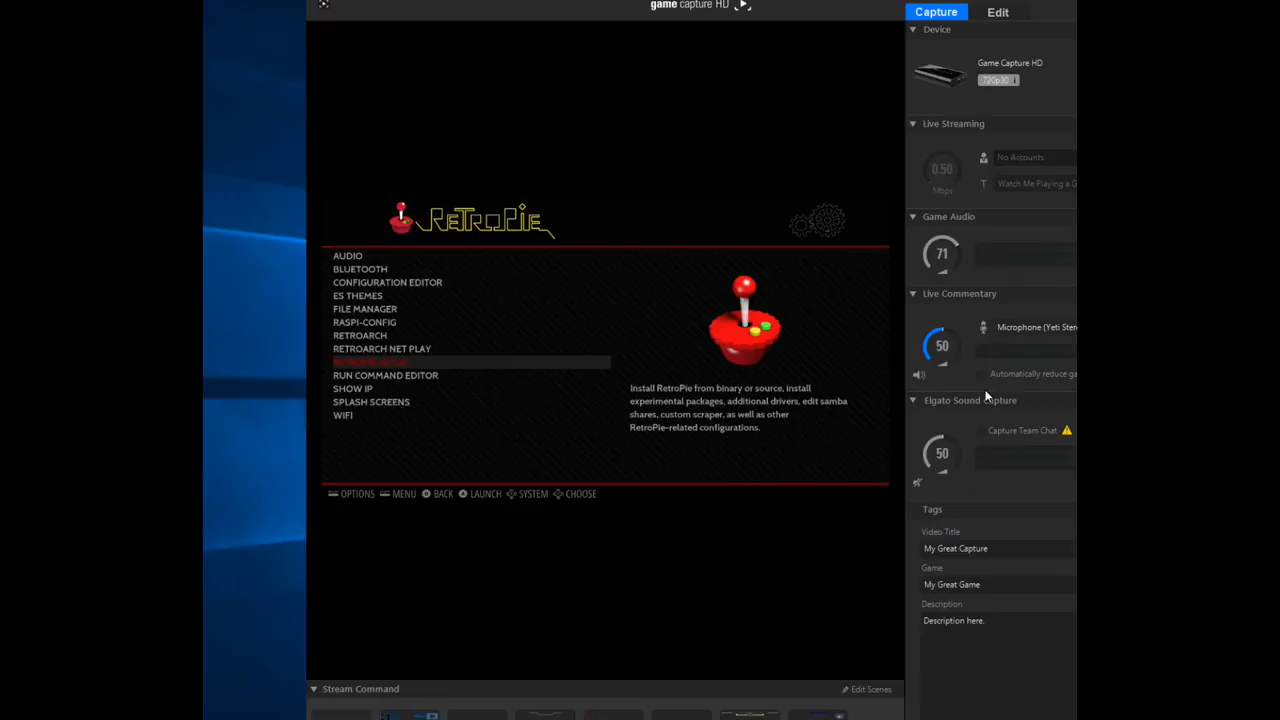 game capture HD
Capture Edit
Device
Game Capture HD
720p30
Live Streaming
0.50
Mbps
No Accounts
T Watch Me Playing a G
Game Audio
71
Live Commentary
50
Microphone (Yeti Ster
Automatically reduce ga
Elgato Sound Capture
50
Capture Team Chat
Tags
Video Title
My Great Capture
Game
My Great Game
Description
Description here.
RETROPIE
AUDIO
BLUETOOTH
CONFIGURATION EDITOR
ES THEMES
FILE MANAGER
RASPI-CONFIG
RETROARCH
RETROARCH NET PLAY
RETROPIE SETUP
RUN COMMAND EDITOR
SHOW IP
SPLASH SCREENS
WIFI
Install RetroPie from binary or source, install
experimental packages, additional drivers, edit samba
shares, custom scraper, as well as other
RetroPie-related configurations.
OPTIONS MENU BACK LAUNCH SYSTEM CHOOSE
Stream Command
Edit Scenes